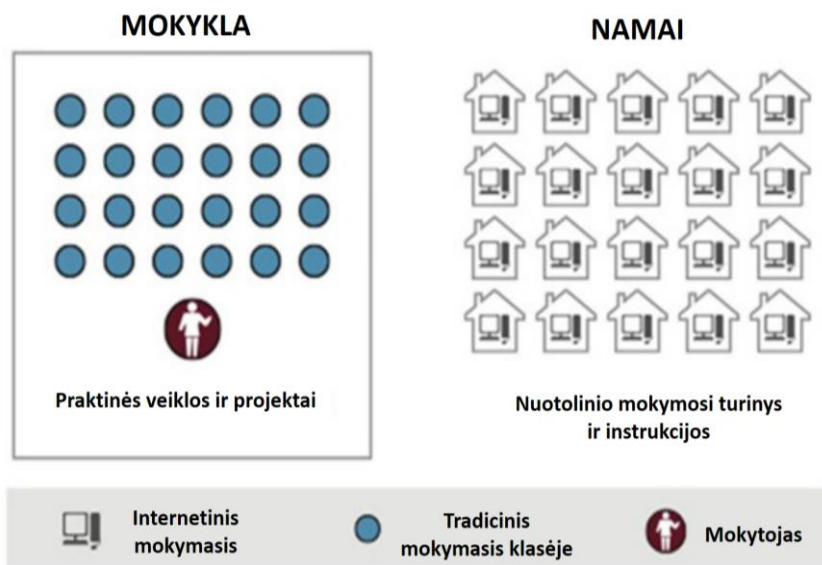 MOKYKLA
NAMAI
Praktinės veiklos ir projektai
Nuotolinio mokymosi turinys
ir instrukcijos
Internetinis
mokymasis
Tradicinis
mokymasis klasėje
Mokytojas